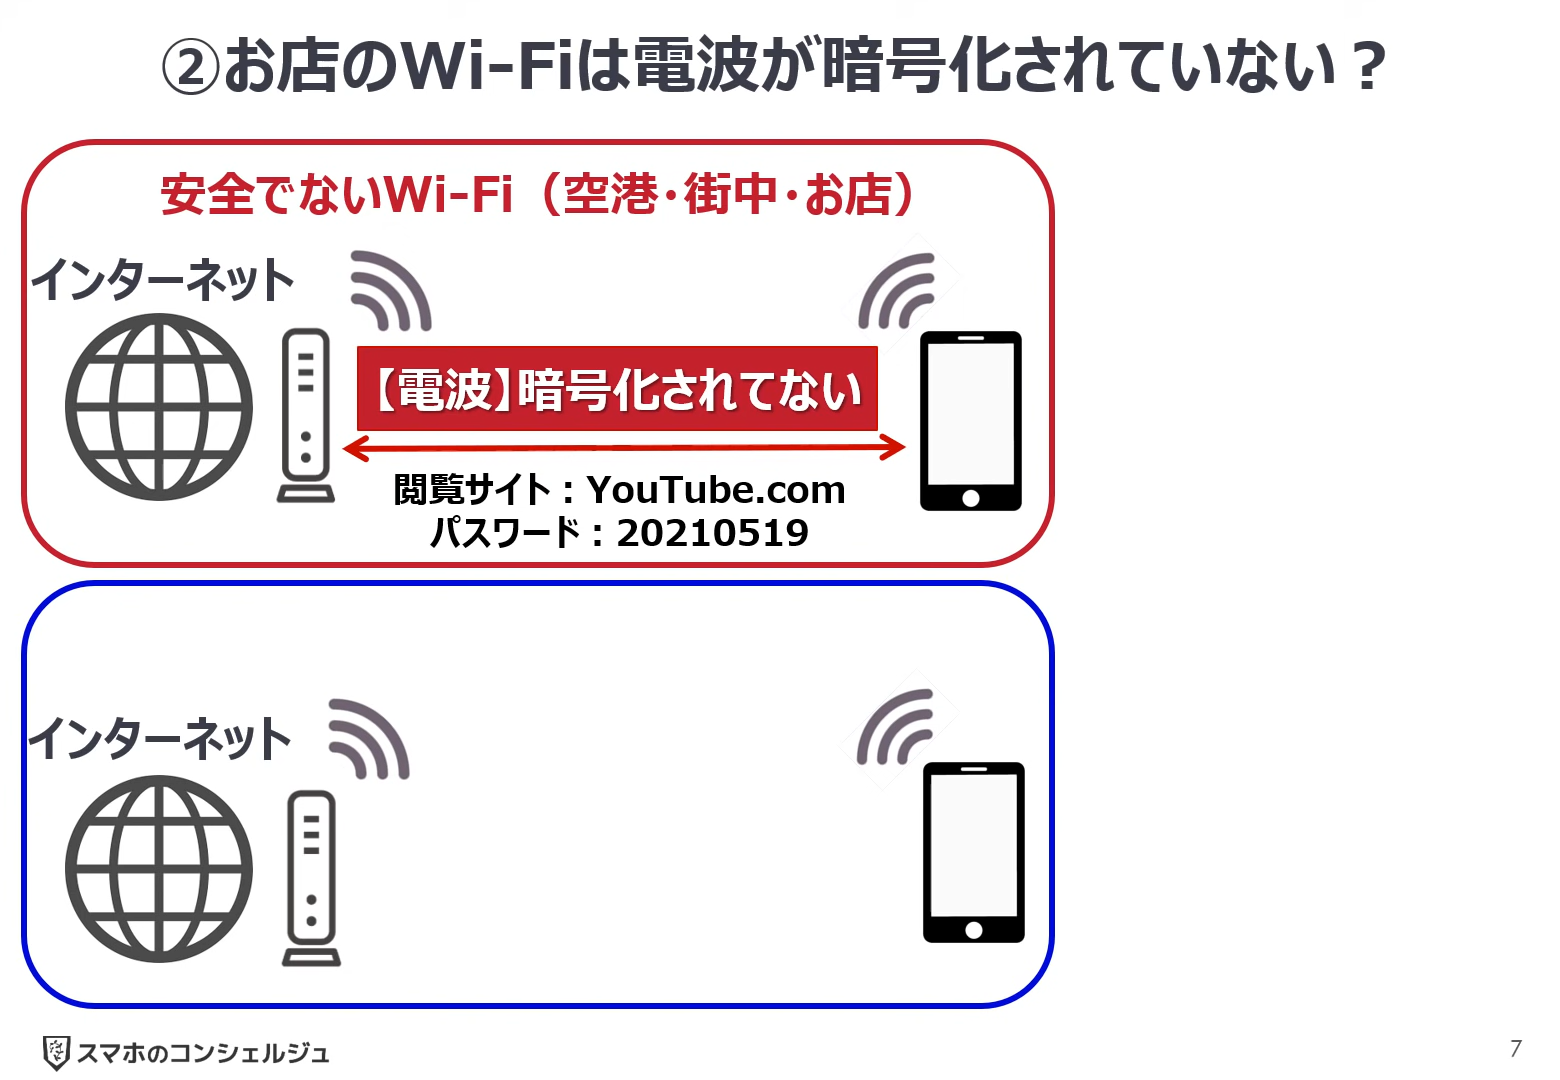 ②お店のWi-Fiは電波が暗号化されていない？
安全でないWi-Fi（空港・街中・お店）
インターネット
【電波】暗号化されてない
閲覧サイト：YouTube.com
パスワード：20210519
インターネット
スマホのコンシェルジュ
7